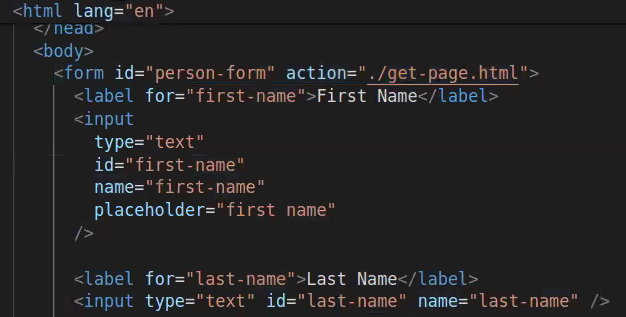 <html lang="en">
</head>
<body>
<form id="person-form" action="./get-page.html">
<label for="first-name">First Name</label>
<input
type="text"
id="first-name"
name="first-name"
placeholder="first name"
/>
<label for="last-name">Last Name</label>
<input type="text" id="last-name" name="last-name" />